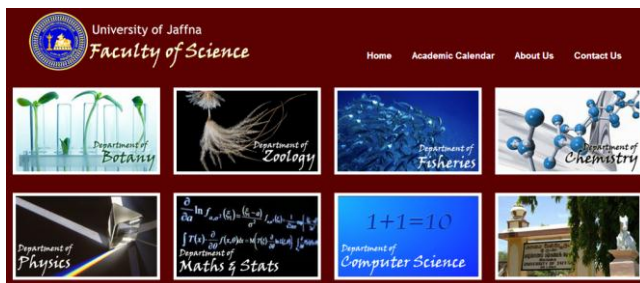 University of Jaffna
Faculty of Science
Home Academic Calendar About Us Contact Us
Department of
Botany
Department of
Zoology
Department of
Fisheries
Department of
Chemistry
Department of
Physics
Department of
Maths & Stats
1+1=10
Department of
Computer Science